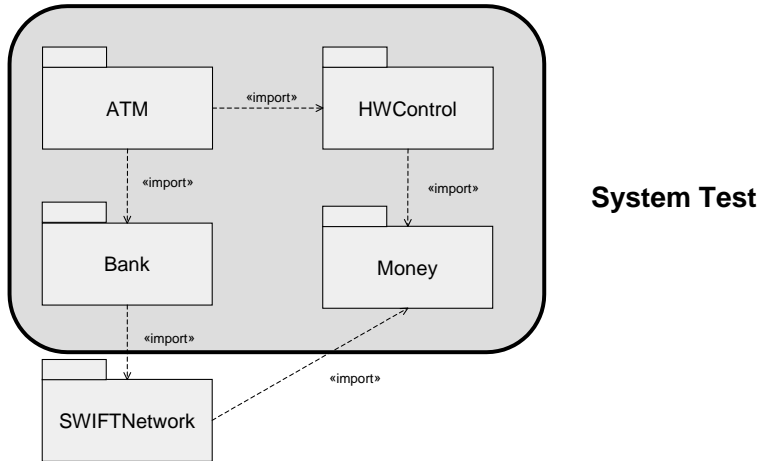 ATM
«import»
HWControl
«import»
«import»
System Test
Bank
Money
«import»
«import»
SWIFTNetwork